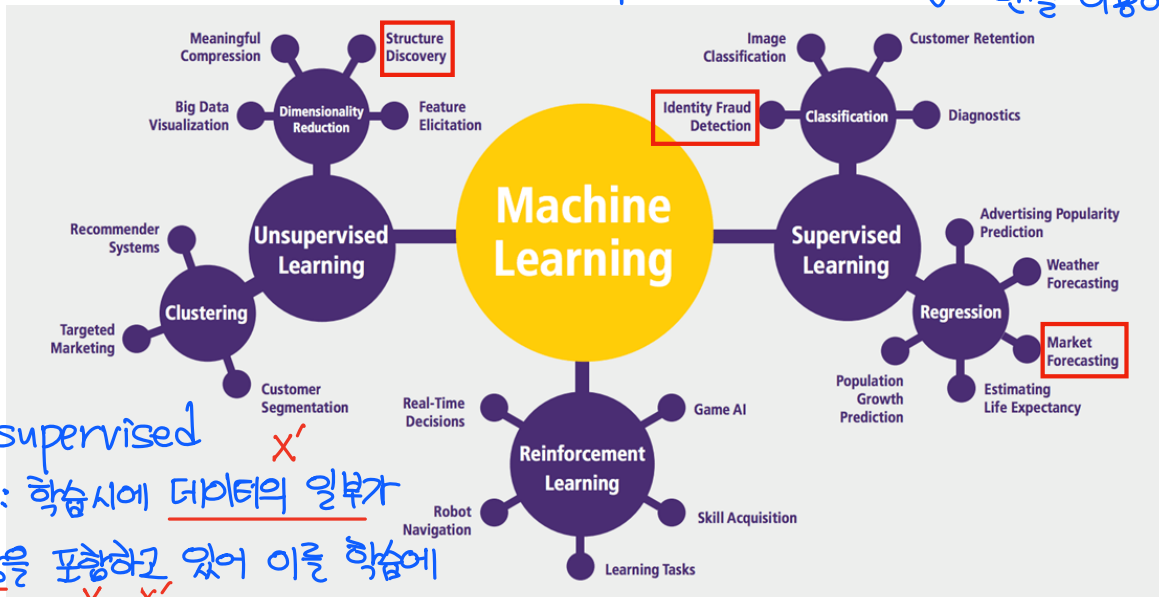 을 이용
Meaningful
Compression
Structure
Discovery
Big Data
Visualization
Dimensionality
Reduction
Feature
Elicitation
Recommender
Systems
Unsupervised
Learning
Clustering
Targeted
Marketing
Customer
Segmentation
Machine
Learning
Image
Classification
Customer Retention
Identity Fraud
Detection
Classification
Diagnostics
Supervised
Learning
Advertising Popularity
Prediction
Weather
Forecasting
Regression
Market
Forecasting
Population
Growth
Prediction
Estimating
Life Expectancy
Real-Time
Decisions
Game AI
Reinforcement
Learning
Robot
Navigation
Skill Acquisition
Learning Tasks
supervised
X'
: 학습시에 데이터의 일부가
을 포함하고 있어 이를 학습에